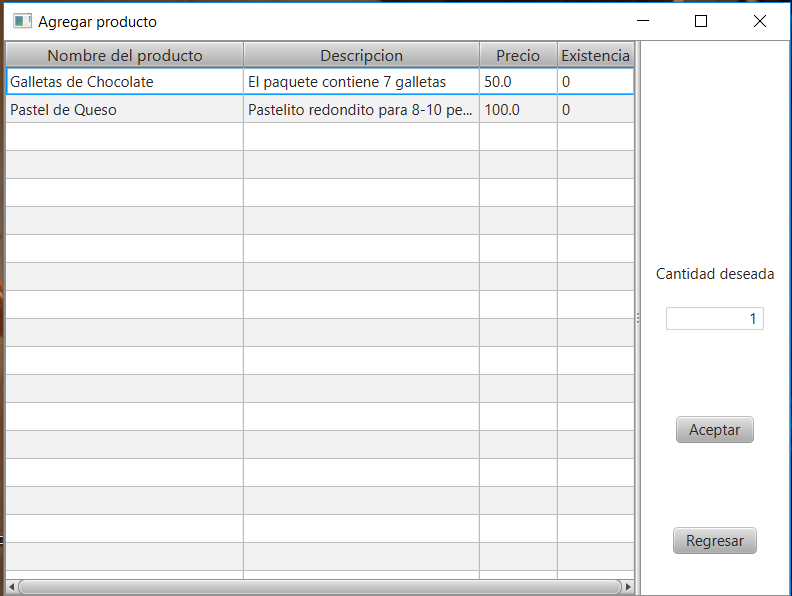 Agregar producto
Nombre del producto Descripcion Precio Existencia
Galletas de Chocolate El paquete contiene 7 galletas 50.0 0
Pastel de Queso Pastelito redondito para 8-10 pe... 100.0 0
Cantidad deseada
1
Aceptar
Regresar